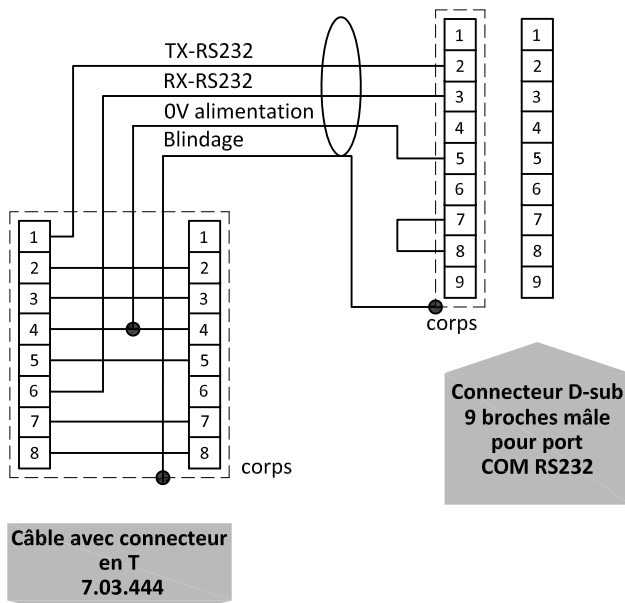 TX-RS232
RX-RS232
0V alimentation
Blindage
1
2
3
4
5
6
7
8
9
1
2
3
4
5
6
7
8
9
corps
1
2
3
4
5
6
7
8
1
2
3
4
5
6
7
8
corps
Connecteur D-sub
9 broches mâle
pour port
COM RS232
Câble avec connecteur
en T
7.03.444